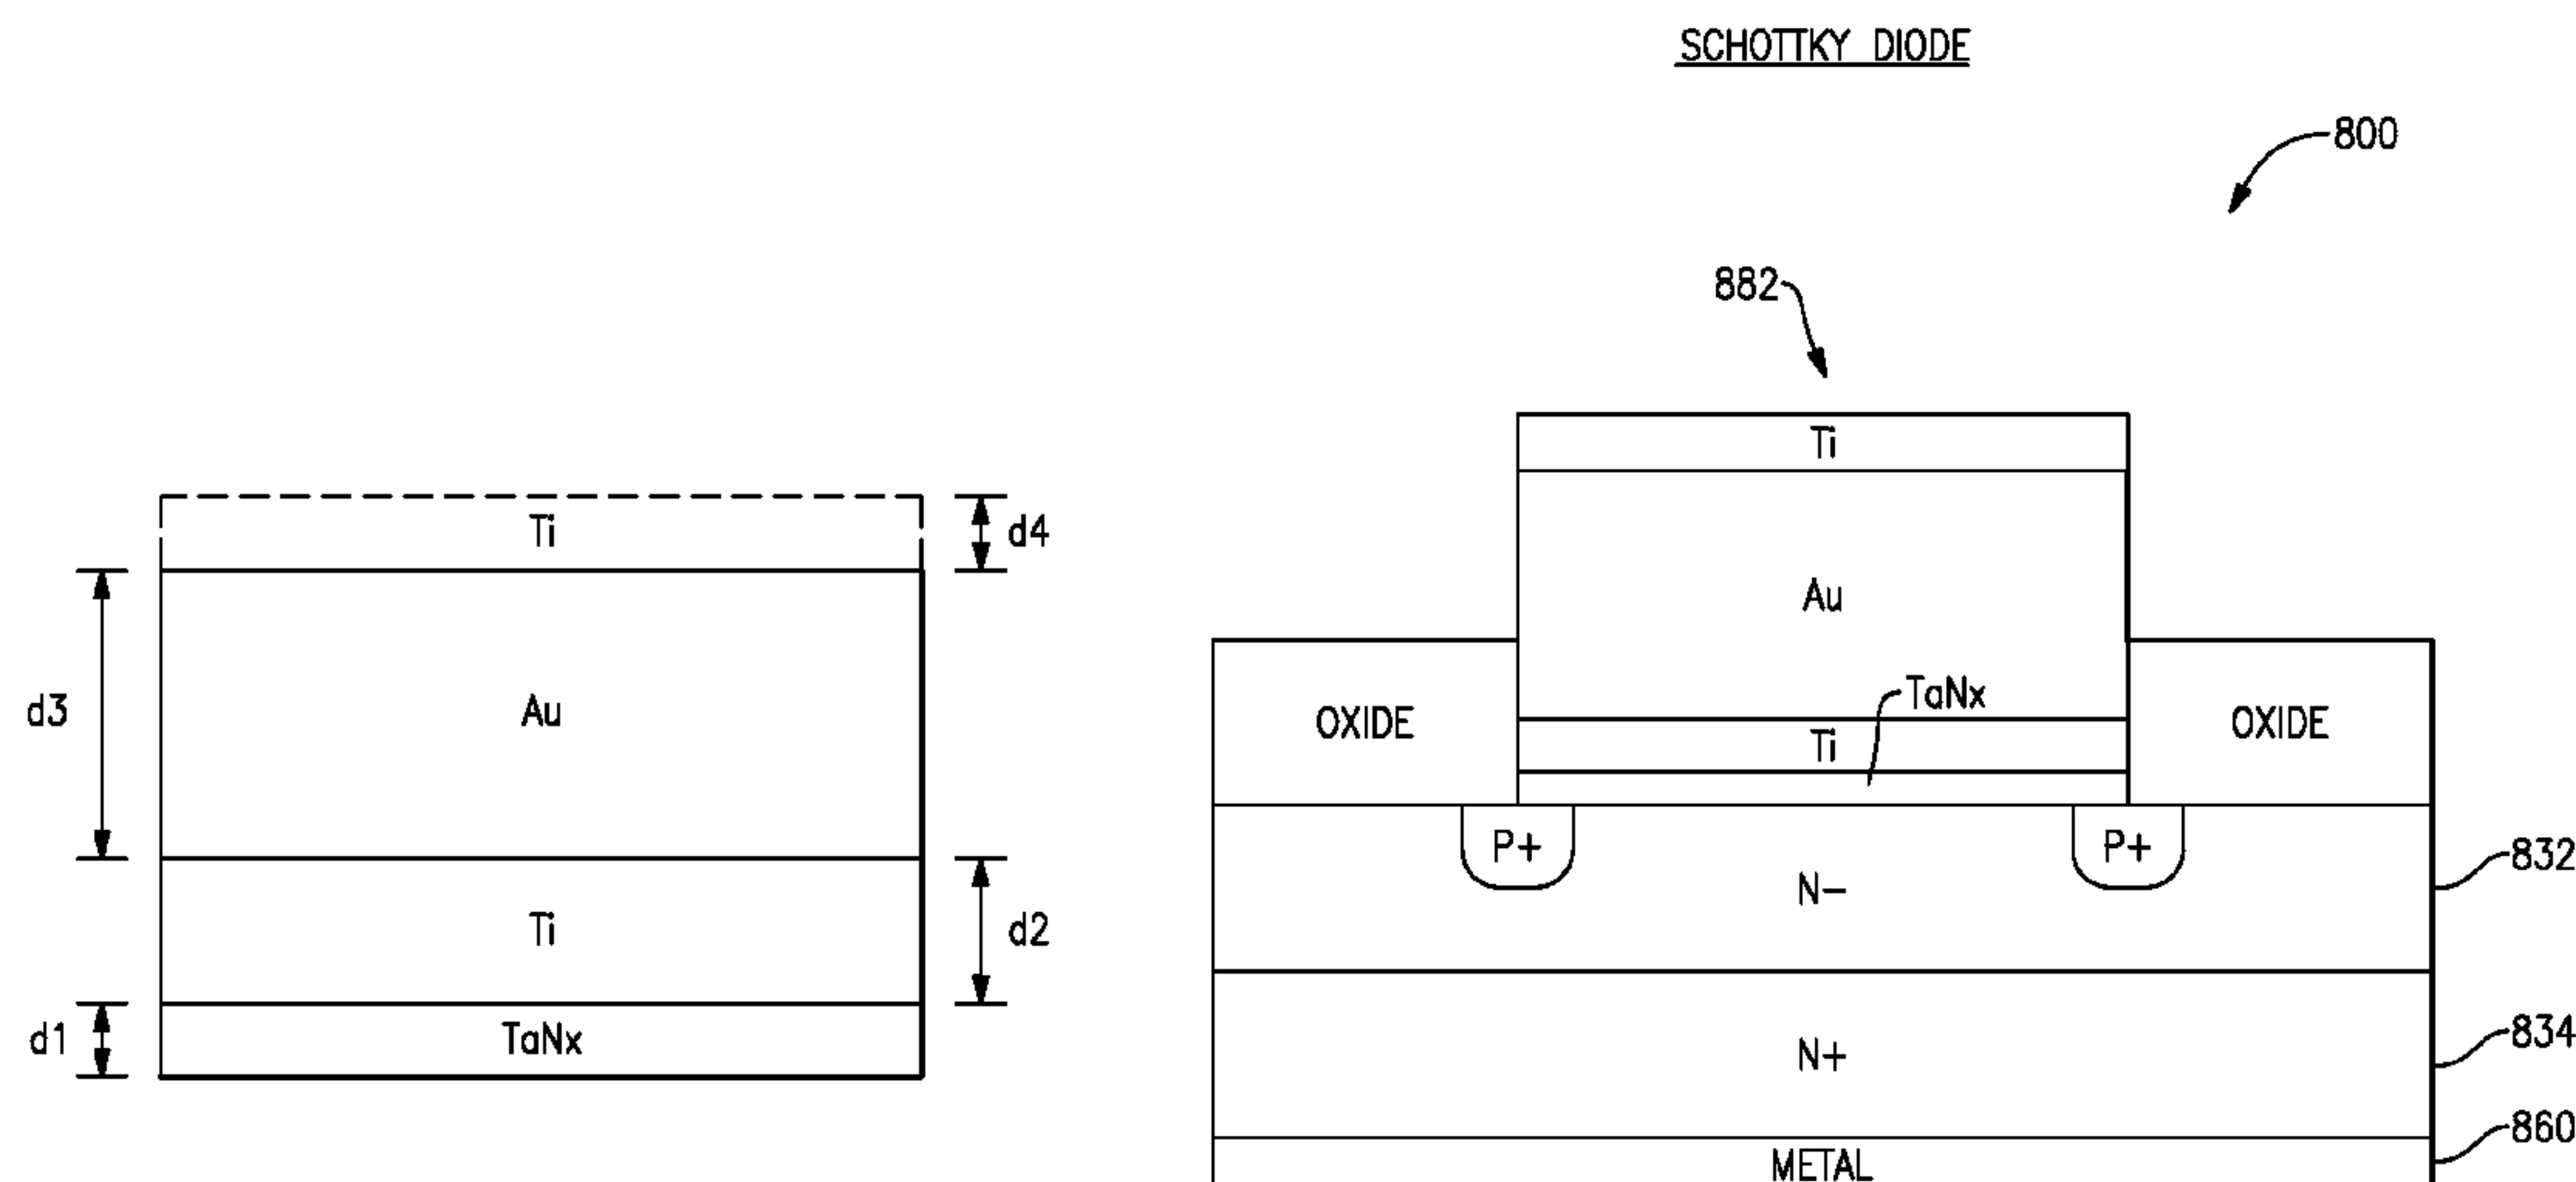 SCHOTTKY DIODE
800
882
Ti
d4
d3
Au
Ti
d2
d1
TaNx
Ti
Au
TaNx
OXIDE
Ti
OXIDE
P+
P+
832
N-
834
N+
860
METAL